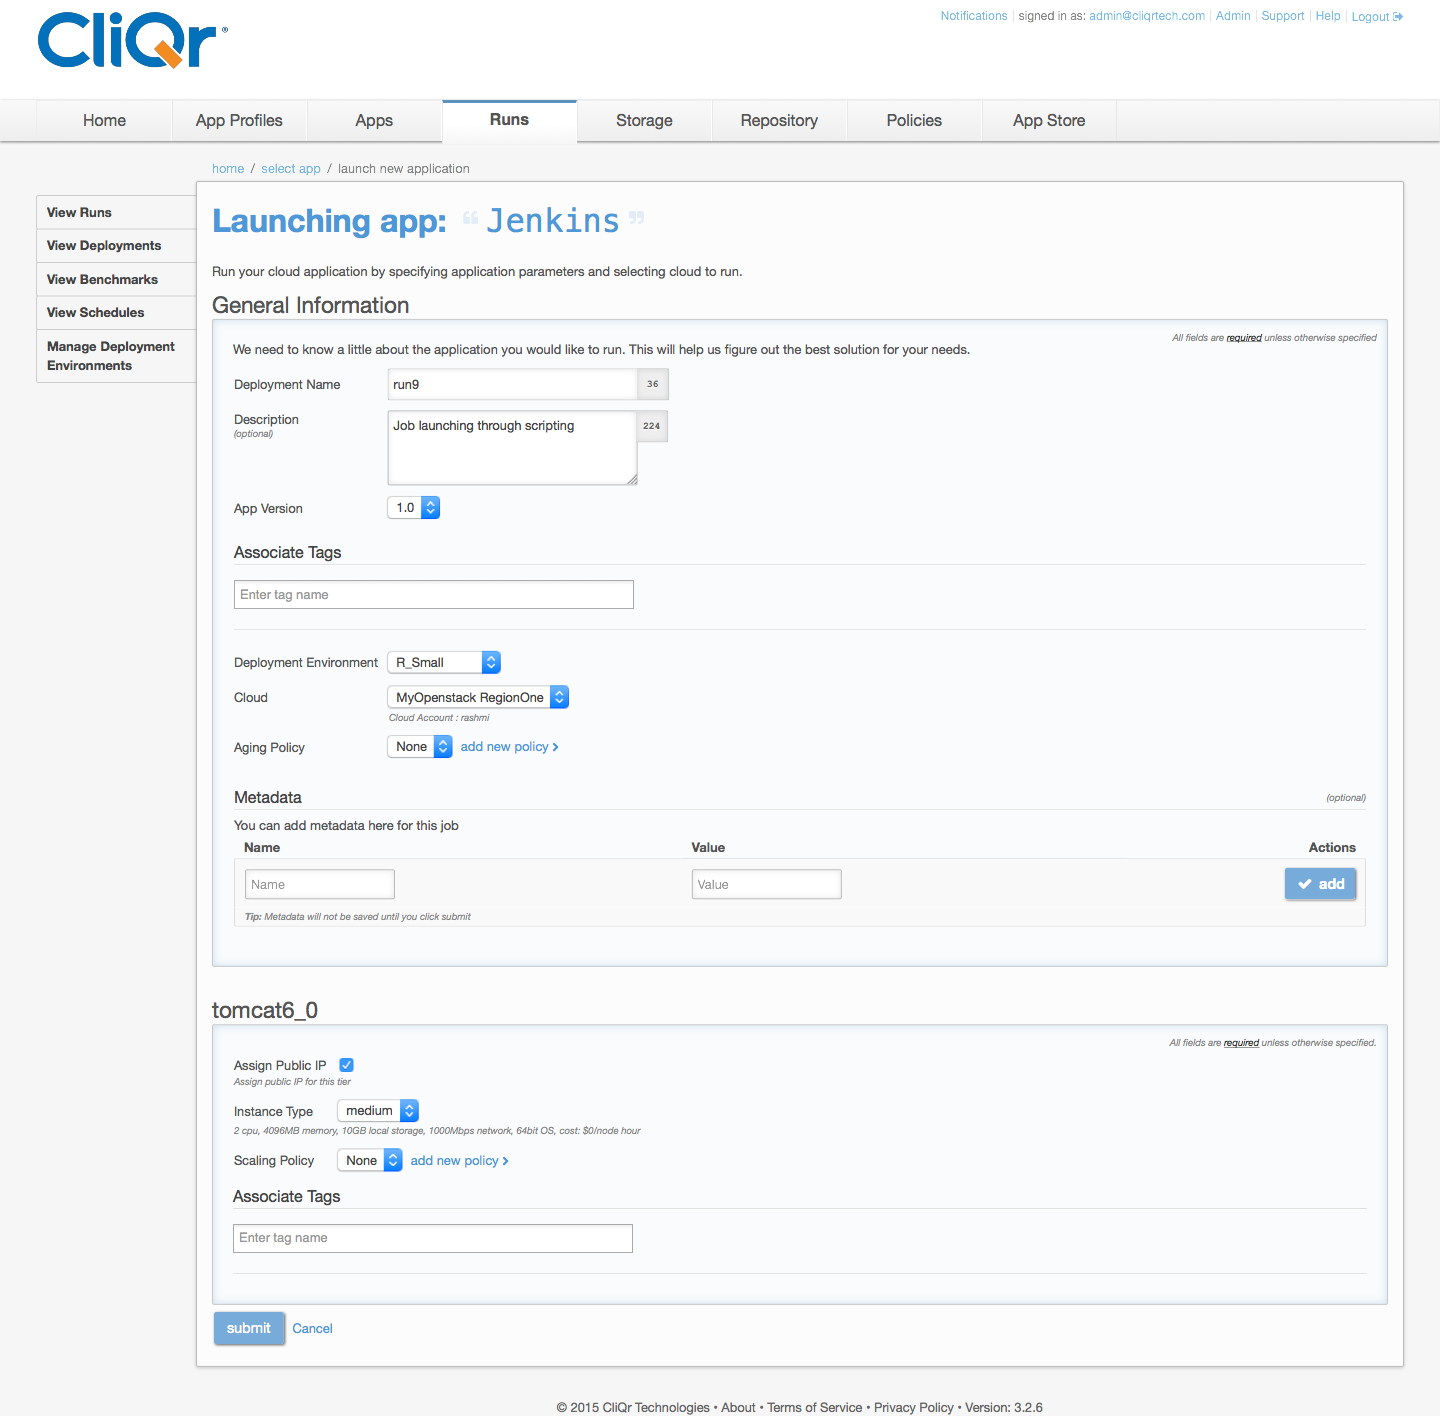 CliQr®
Notifications | signed in as: admin@cliqrtech.com | Admin | Support | Help | Logout
Home App Profiles Apps Runs Storage Repository Policies App Store
home / select app / launch new application
View Runs
View Deployments
View Benchmarks
View Schedules
Manage Deployment
Environments
Launching app: “ Jenkins ”
Run your cloud application by specifying application parameters and selecting cloud to run.
General Information
All fields are required unless otherwise specified
We need to know a little about the application you would like to run. This will help us figure out the best solution for your needs.
Deployment Name run9 36
Description Job launching through scripting 224
(optional)
App Version 1.0
Associate Tags
Enter tag name
Deployment Environment R_Small
Cloud MyOpenstack RegionOne
Cloud Account : rashmi
Aging Policy None add new policy >
Metadata (optional)
You can add metadata here for this job
Name Value Actions
Name Value add
Tip: Metadata will not be saved until you click submit
tomcat6_0
All fields are required unless otherwise specified.
Assign Public IP
Assign public IP for this tier
Instance Type medium
2 cpu, 4096MB memory, 10GB local storage, 1000Mbps network, 64bit OS, cost: $0/node hour
Scaling Policy None add new policy >
Associate Tags
Enter tag name
submit Cancel
© 2015 CliQr Technologies • About • Terms of Service • Privacy Policy • Version: 3.2.6